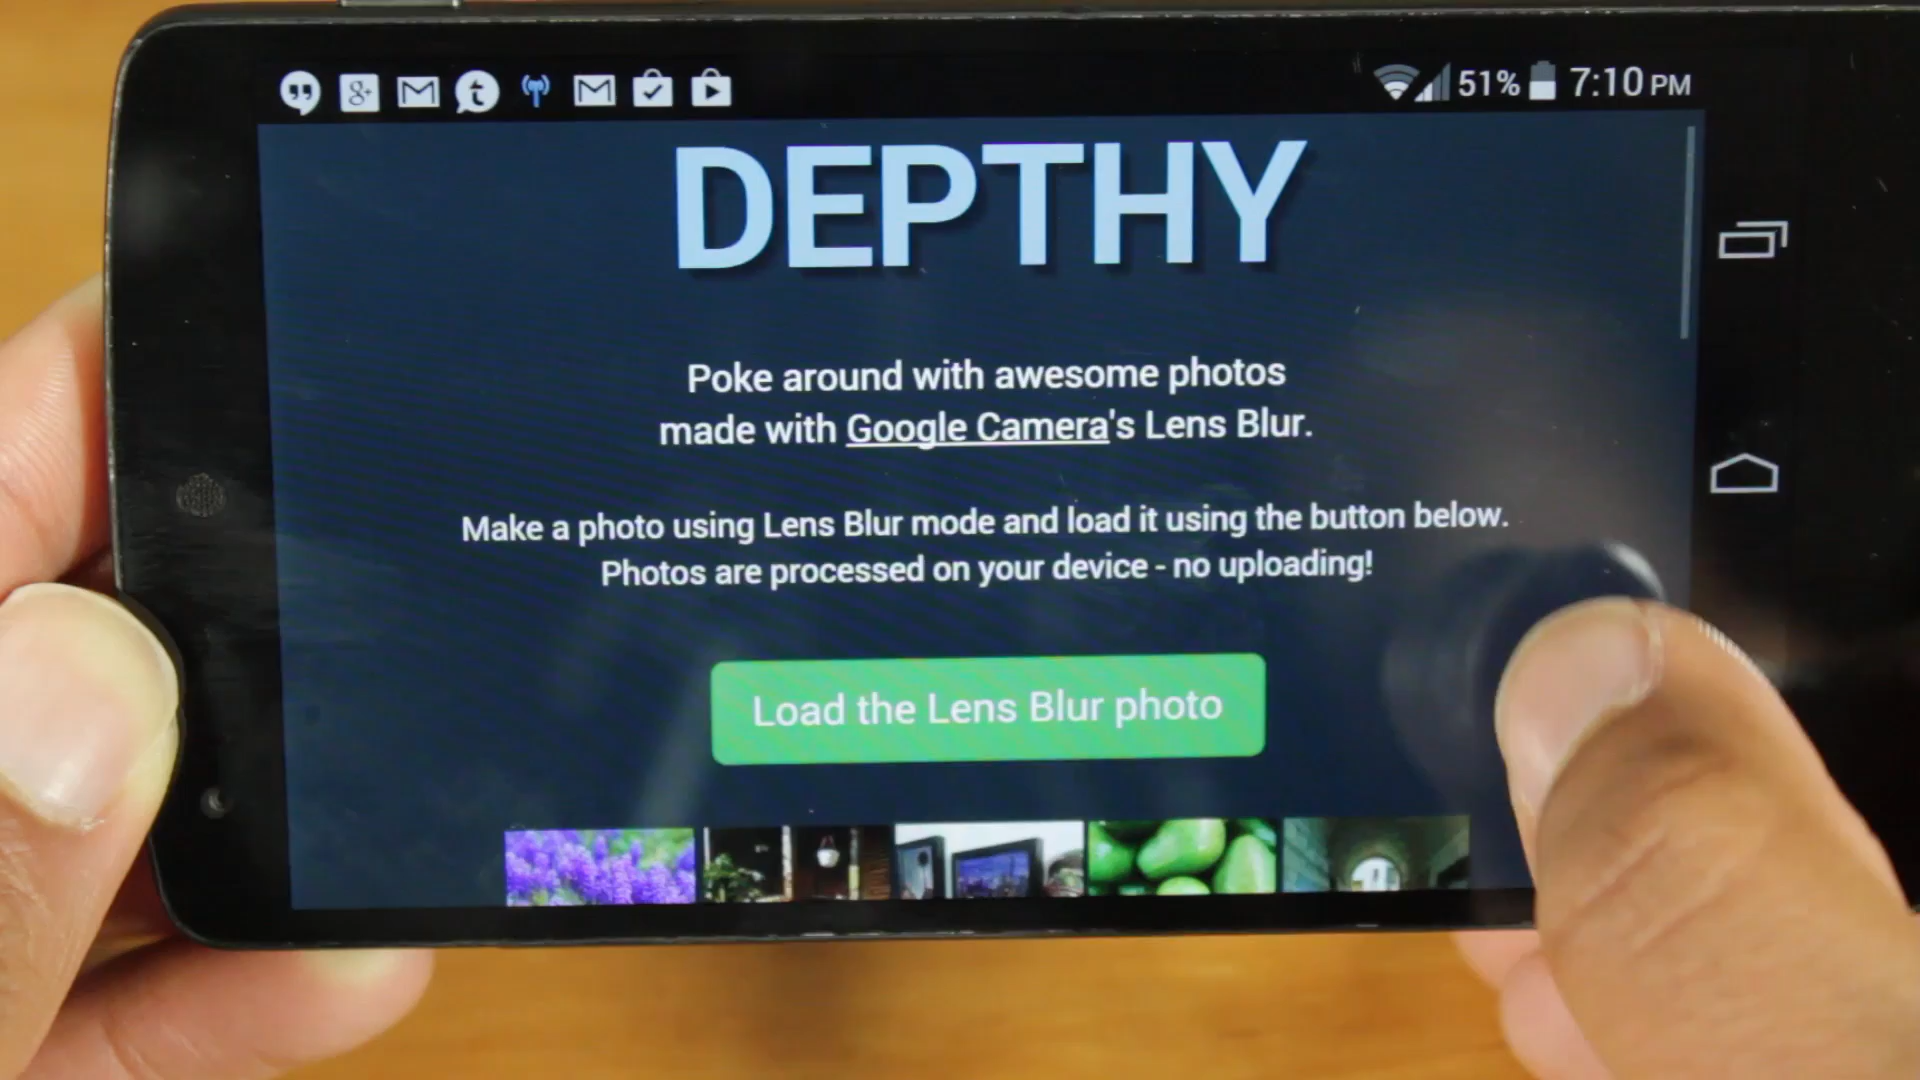 g+ t 51% 7:10 PM
DEPTHY
Poke around with awesome photos
made with Google Camera's Lens Blur.
Make a photo using Lens Blur mode and load it using the button below.
Photos are processed on your device - no uploading!
Load the Lens Blur photo